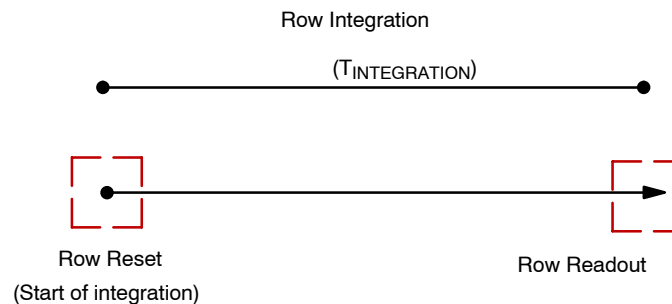 Row Integration
(TINTEGRATION)
Row Reset
(Start of integration)
Row Readout